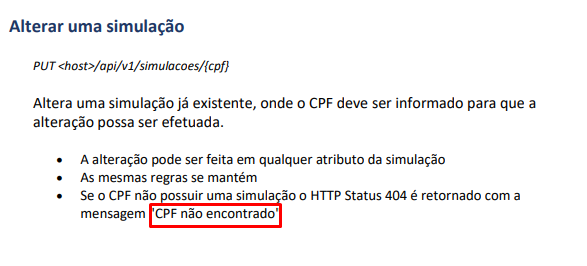 Alterar uma simulação
PUT <host>/api/v1/simulacoes/{cpf}
Altera uma simulação já existente, onde o CPF deve ser informado para que a
alteração possa ser efetuada.
• A alteração pode ser feita em qualquer atributo da simulação
• As mesmas regras se mantém
• Se o CPF não possuir uma simulação o HTTP Status 404 é retornado com a
mensagem "CPF não encontrado"